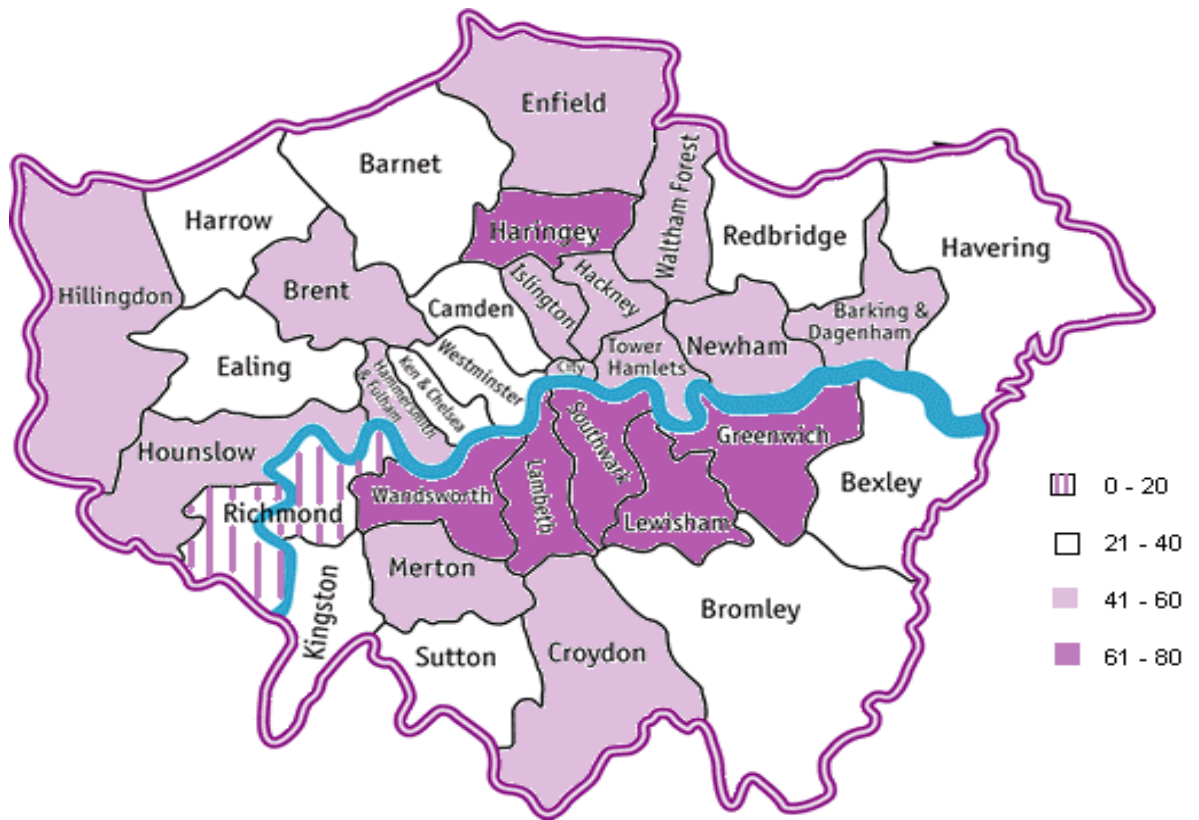 Enfield
Barnet
Waltham Forest
Harrow
Haringey
Redbridge
Havering
Hillingdon
Brent
Islington
Hackney
Camden
Barking &
Dagenham
Ealing
Westminster
Tower
Hamlets
Newham
City
Ken & Chelsea
Hammersmith
& Fulham
Hounslow
Southwark
Greenwich
Richmond
Wandsworth
Lambeth
Lewisham
Bexley
0 - 20
21 - 40
Merton
Kingston
Bromley
41 - 60
Sutton
Croydon
61 - 80